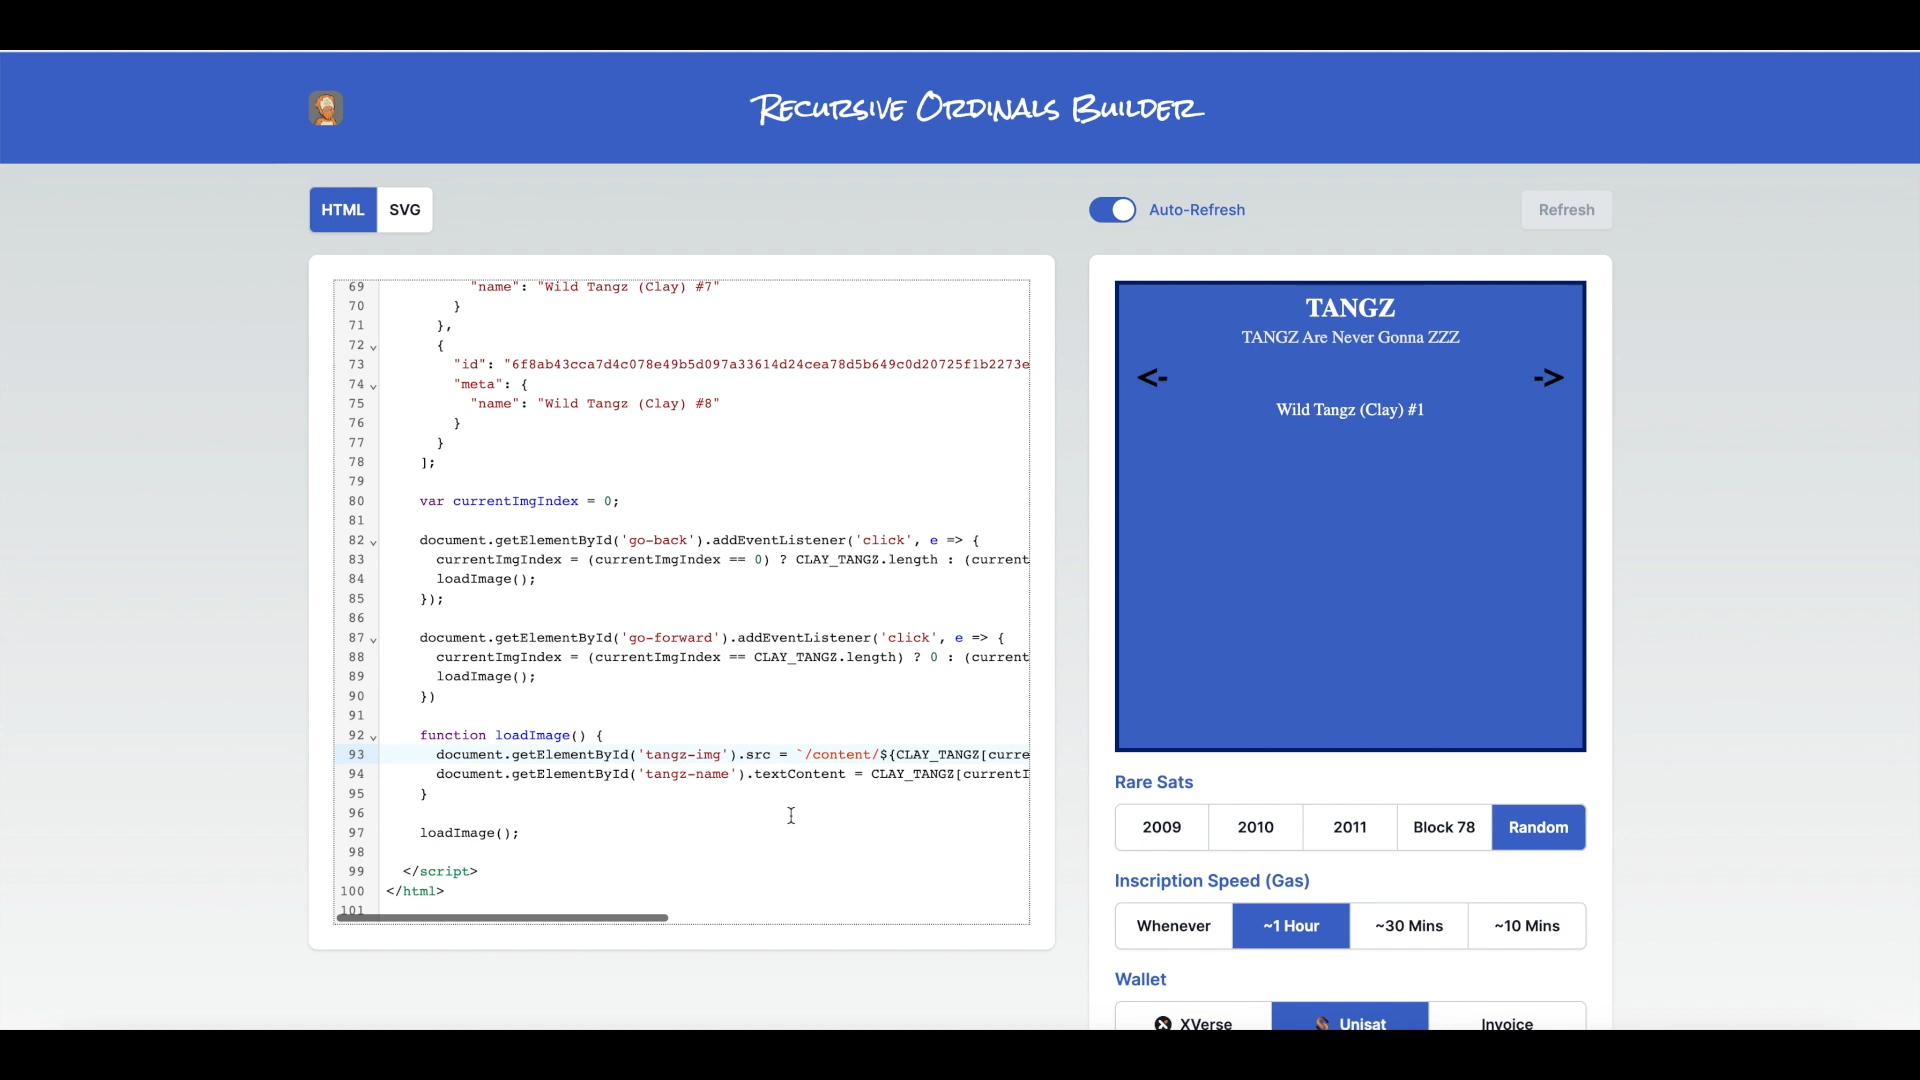 RECURSIVE ORDINALS BUILDER
HTML SVG
Auto-Refresh
Refresh
69 "name": "Wild Tangz (Clay) #7"
70 }
71 },
72 {
73 "id": "6f8ab43cca7d4c078e49b5d097a33614d24cea78d5b649c0d20725f1b2273e
74 "meta": {
75 "name": "Wild Tangz (Clay) #8"
76 }
77 }
78 ];
79
80 var currentImgIndex = 0;
81
82 document.getElementById('go-back').addEventListener('click', e => {
83 currentImgIndex = (currentImgIndex == 0) ? CLAY_TANGZ.length : (current
84 loadImage();
85 });
86
87 document.getElementById('go-forward').addEventListener('click', e => {
88 currentImgIndex = (currentImgIndex == CLAY_TANGZ.length) ? 0 : (current
89 loadImage();
90 })
91
92 function loadImage() {
93 document.getElementById('tangz-img').src = `/content/${CLAY_TANGZ[curre
94 document.getElementById('tangz-name').textContent = CLAY_TANGZ[currentI
95 }
96
97 loadImage();
98
99 </script>
100 </html>
101
TANGZ
TANGZ Are Never Gonna ZZZ
<- ->
Wild Tangz (Clay) #1
Rare Sats
2009 2010 2011 Block 78 Random
Inscription Speed (Gas)
Whenever ~1 Hour ~30 Mins ~10 Mins
Wallet
XVerse Unisat Invoice